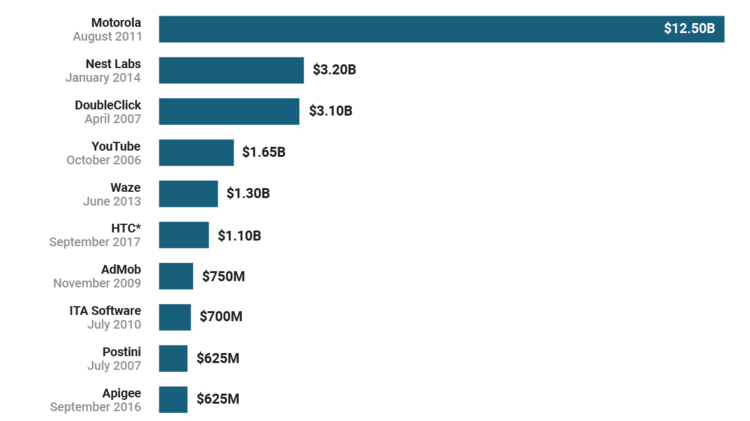 Motorola
August 2011
$12.50B
Nest Labs
January 2014
$3.20B
DoubleClick
April 2007
$3.10B
YouTube
October 2006
$1.65B
Waze
June 2013
$1.30B
HTC*
September 2017
$1.10B
AdMob
November 2009
$750M
ITA Software
July 2010
$700M
Postini
July 2007
$625M
Apigee
September 2016
$625M